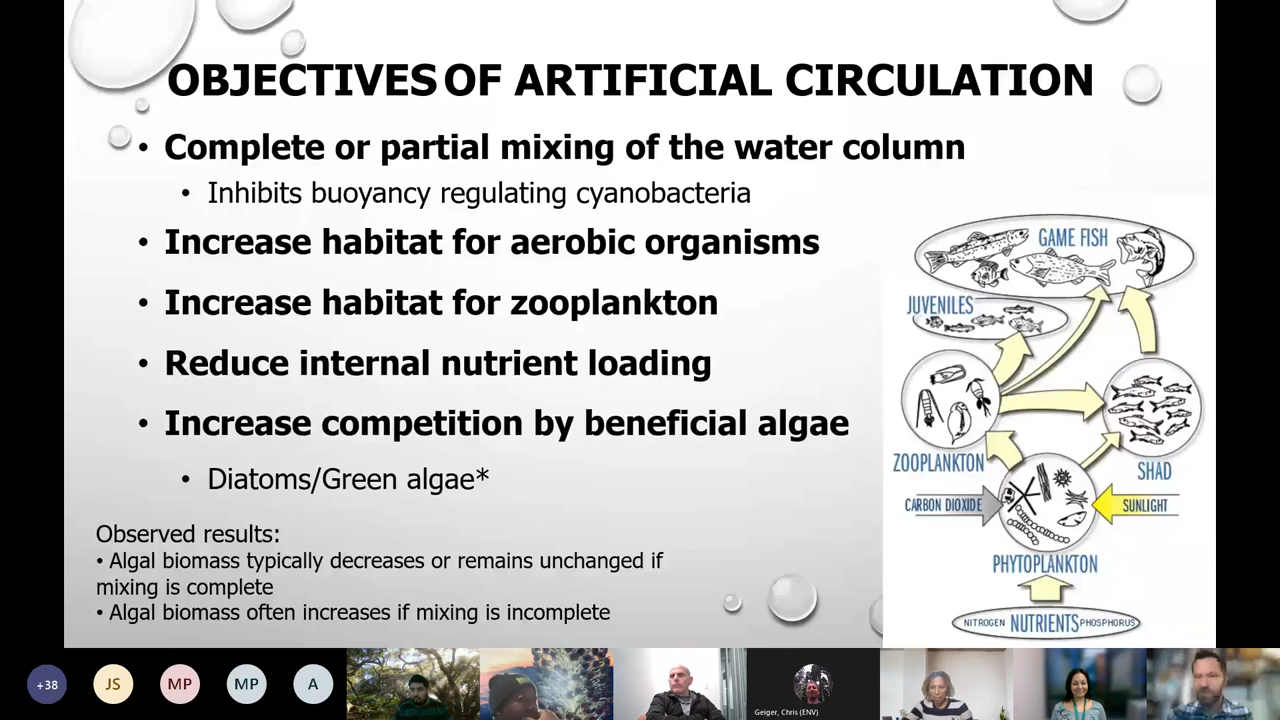 OBJECTIVES OF ARTIFICIAL CIRCULATION
• Complete or partial mixing of the water column
• Inhibits buoyancy regulating cyanobacteria
• Increase habitat for aerobic organisms
• Increase habitat for zooplankton
• Reduce internal nutrient loading
• Increase competition by beneficial algae
• Diatoms/Green algae*
Observed results:
• Algal biomass typically decreases or remains unchanged if
mixing is complete
• Algal biomass often increases if mixing is incomplete
GAME FISH
JUVENILES
ZOOPLANKTON
SHAD
CARBON DIOXIDE
SUNLIGHT
PHYTOPLANKTON
NITROGEN NUTRIENTS PHOSPHORUS
+38
JS
MP
MP
A
Geiger, Chris (ENV)